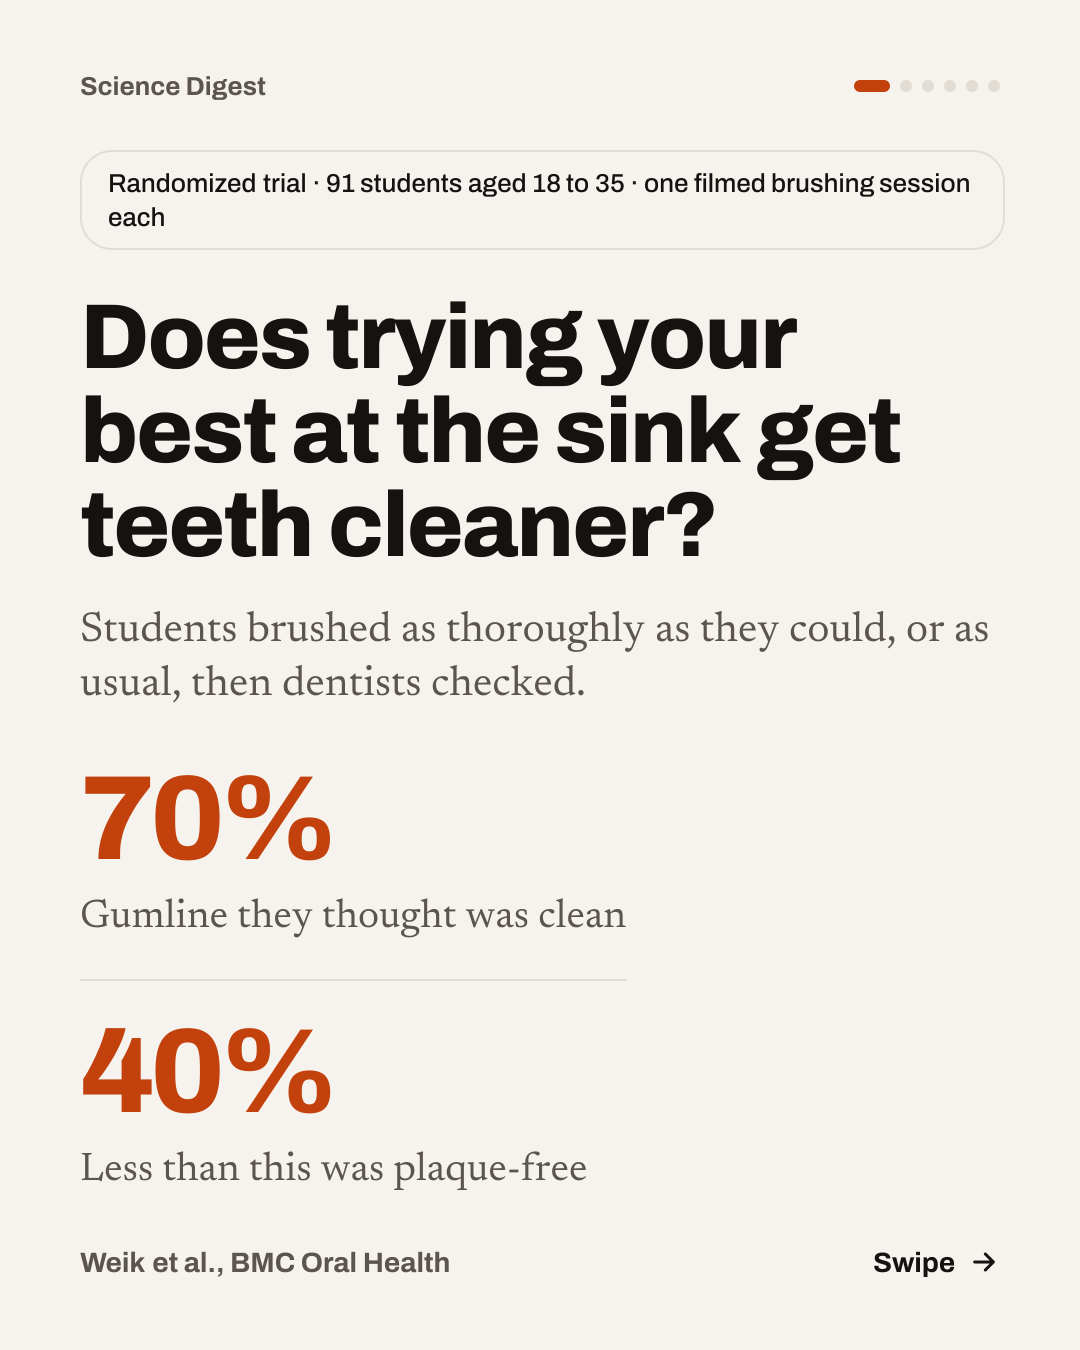 Science Digest
Randomized trial · 91 students aged 18 to 35 · one filmed brushing session
each
Does trying your
best at the sink get
teeth cleaner?
Students brushed as thoroughly as they could, or as
usual, then dentists checked.
70%
Gumline they thought was clean
40%
Less than this was plaque-free
Weik et al., BMC Oral Health
Swipe →